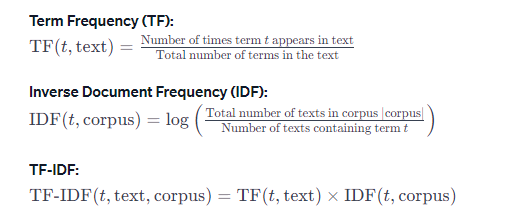 Term Frequency (TF):
TF(t, text) = Number of times term t appears in text / Total number of terms in the text
Inverse Document Frequency (IDF):
IDF(t, corpus) = log ( Total number of texts in corpus |corpus| / Number of texts containing term t )
TF-IDF:
TF-IDF(t, text, corpus) = TF(t, text) × IDF(t, corpus)